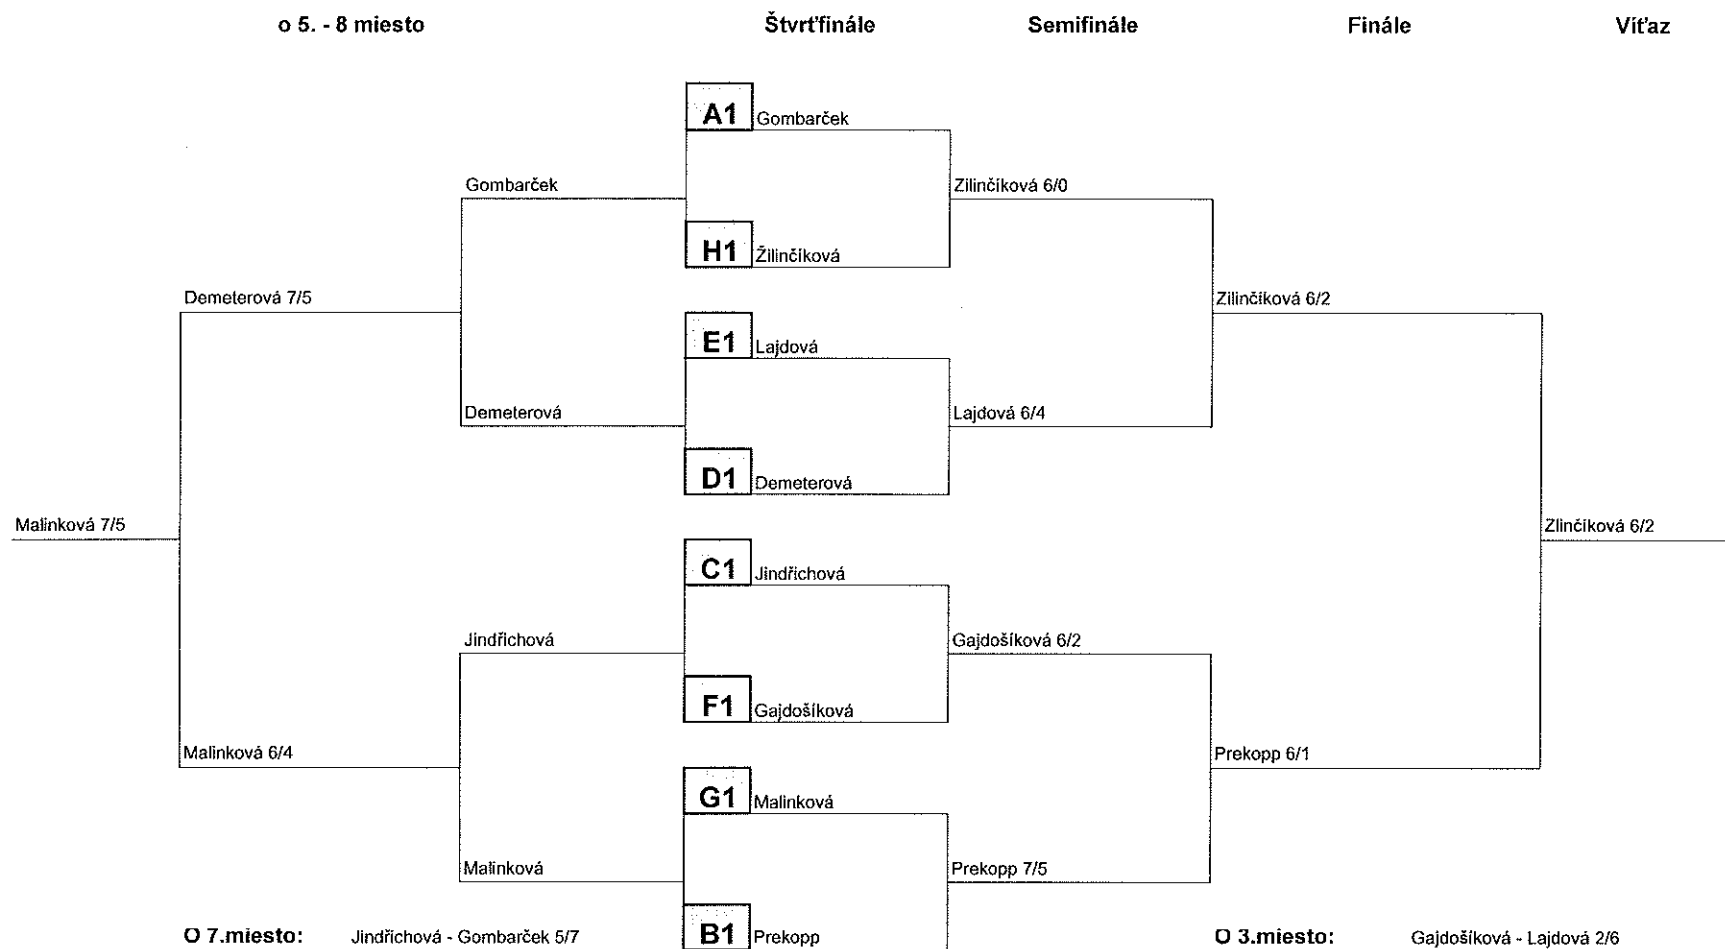 o 5. - 8 miesto Štvrťfinále Semifinále Finále Víťaz
A1 Gombarček
Gombarček Zilinčíková 6/0
H1 Žilinčíková
Demeterová 7/5 Zilinčíková 6/2
E1 Lajdová
Demeterová Lajdová 6/4
D1 Demeterová
Malinková 7/5 Zlinčíková 6/2
C1 Jindřichová
Jindřichová Gajdošíková 6/2
F1 Gajdošíková
Malinková 6/4 Prekopp 6/1
G1 Malinková
Malinková Prekopp 7/5
O 7.miesto: Jindřichová - Gombarček 5/7 B1 Prekopp O 3.miesto: Gajdošíková - Lajdová 2/6